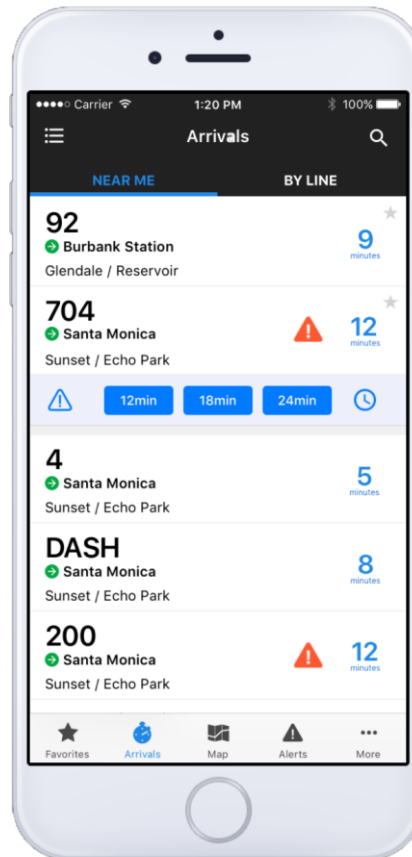 Carrier 1:20 PM 100%
Arrivals
NEAR ME BY LINE
92
Burbank Station
Glendale / Reservoir
9
minutes
704
Santa Monica
Sunset / Echo Park
12
minutes
12min 18min 24min
4
Santa Monica
Sunset / Echo Park
5
minutes
DASH
Santa Monica
Sunset / Echo Park
8
minutes
200
Santa Monica
Sunset / Echo Park
12
minutes
Favorites Arrivals Map Alerts More